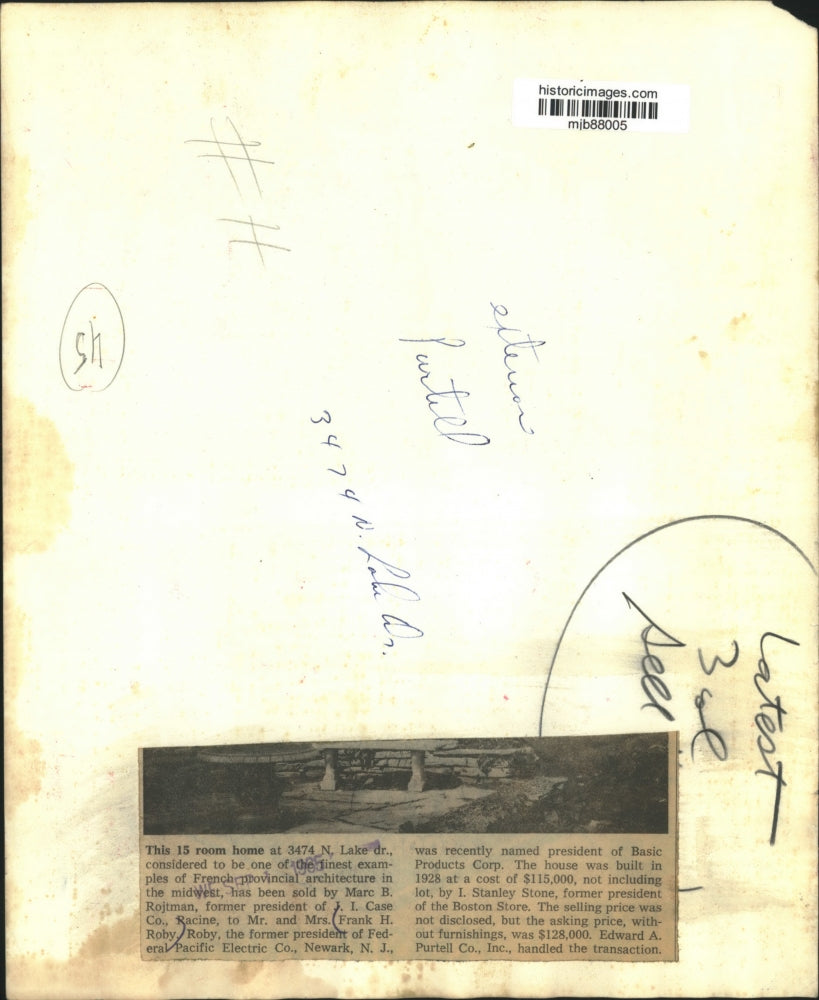 historicimages.com
mjb88005
#H
45
exterior
Purtell
3474 N. Lake Dr.
Latest
3 col
This 15 room home at 3474 N. Lake dr.,
considered to be one of the finest exam-
ples of French provincial architecture in
the midwest, has been sold by Marc B.
Rojtman, former president of J. I. Case
Co., Racine, to Mr. and Mrs. Frank H.
Roby. Roby, the former president of Fed-
eral Pacific Electric Co., Newark, N. J.,
was recently named president of Basic
Products Corp. The house was built in
1928 at a cost of $115,000, not including
lot, by I. Stanley Stone, former president
of the Boston Store. The selling price was
not disclosed, but the asking price, with-
out furnishings, was $128,000. Edward A.
Purtell Co., Inc., handled the transaction.